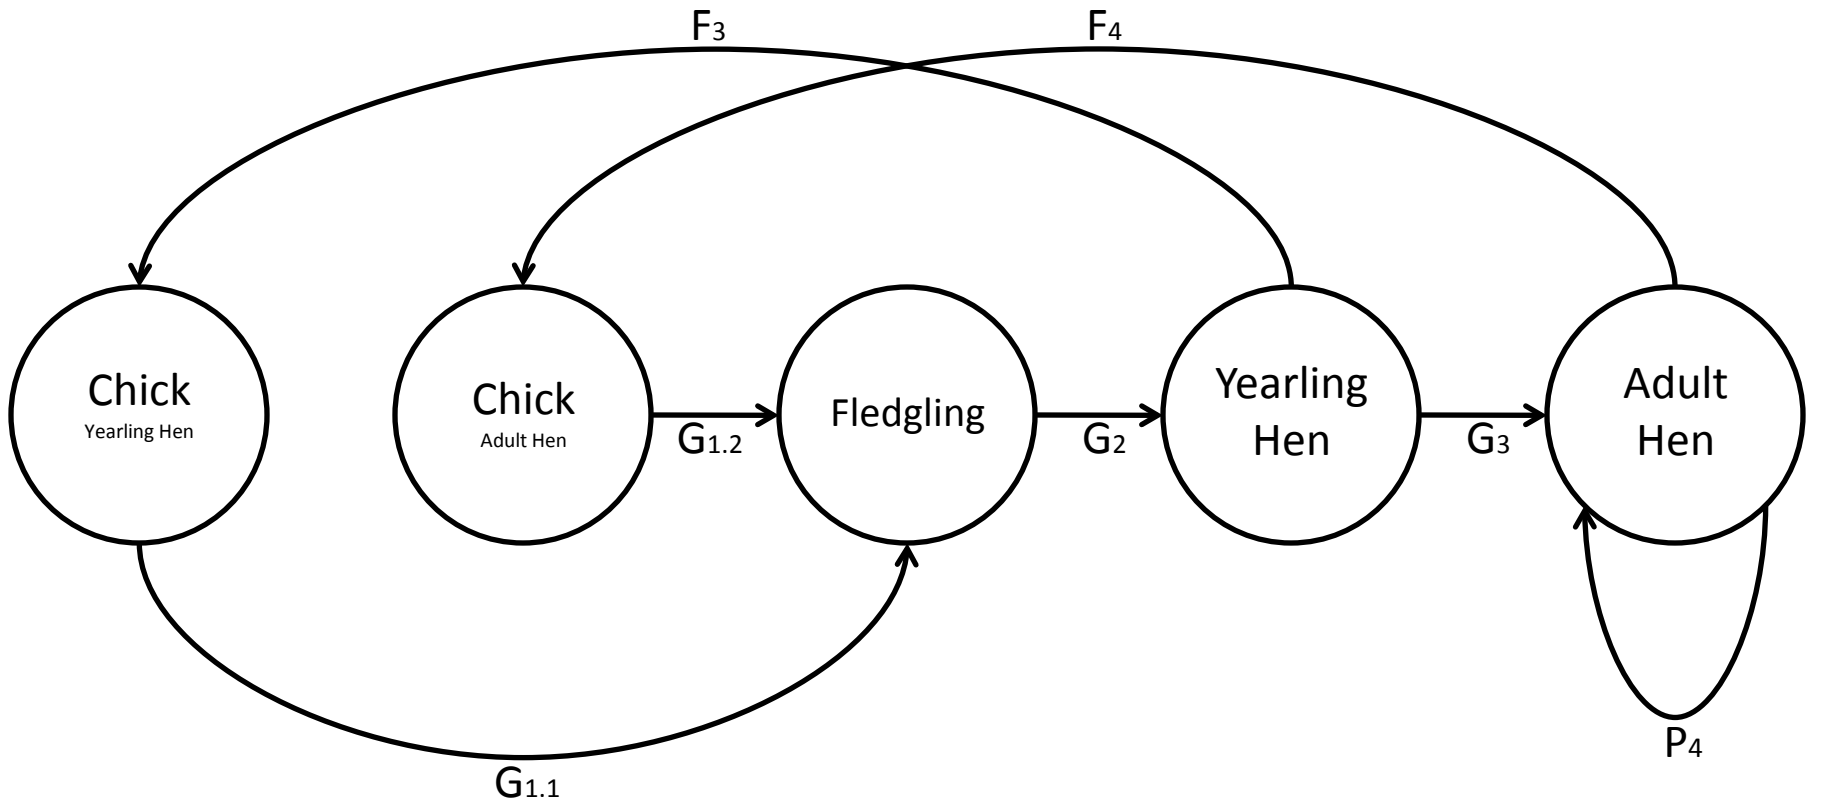 F3
F4
Chick
Yearling Hen
Chick
Adult Hen
Fledgling
Yearling
Hen
Adult
Hen
G1.2
G2
G3
P4
G1.1